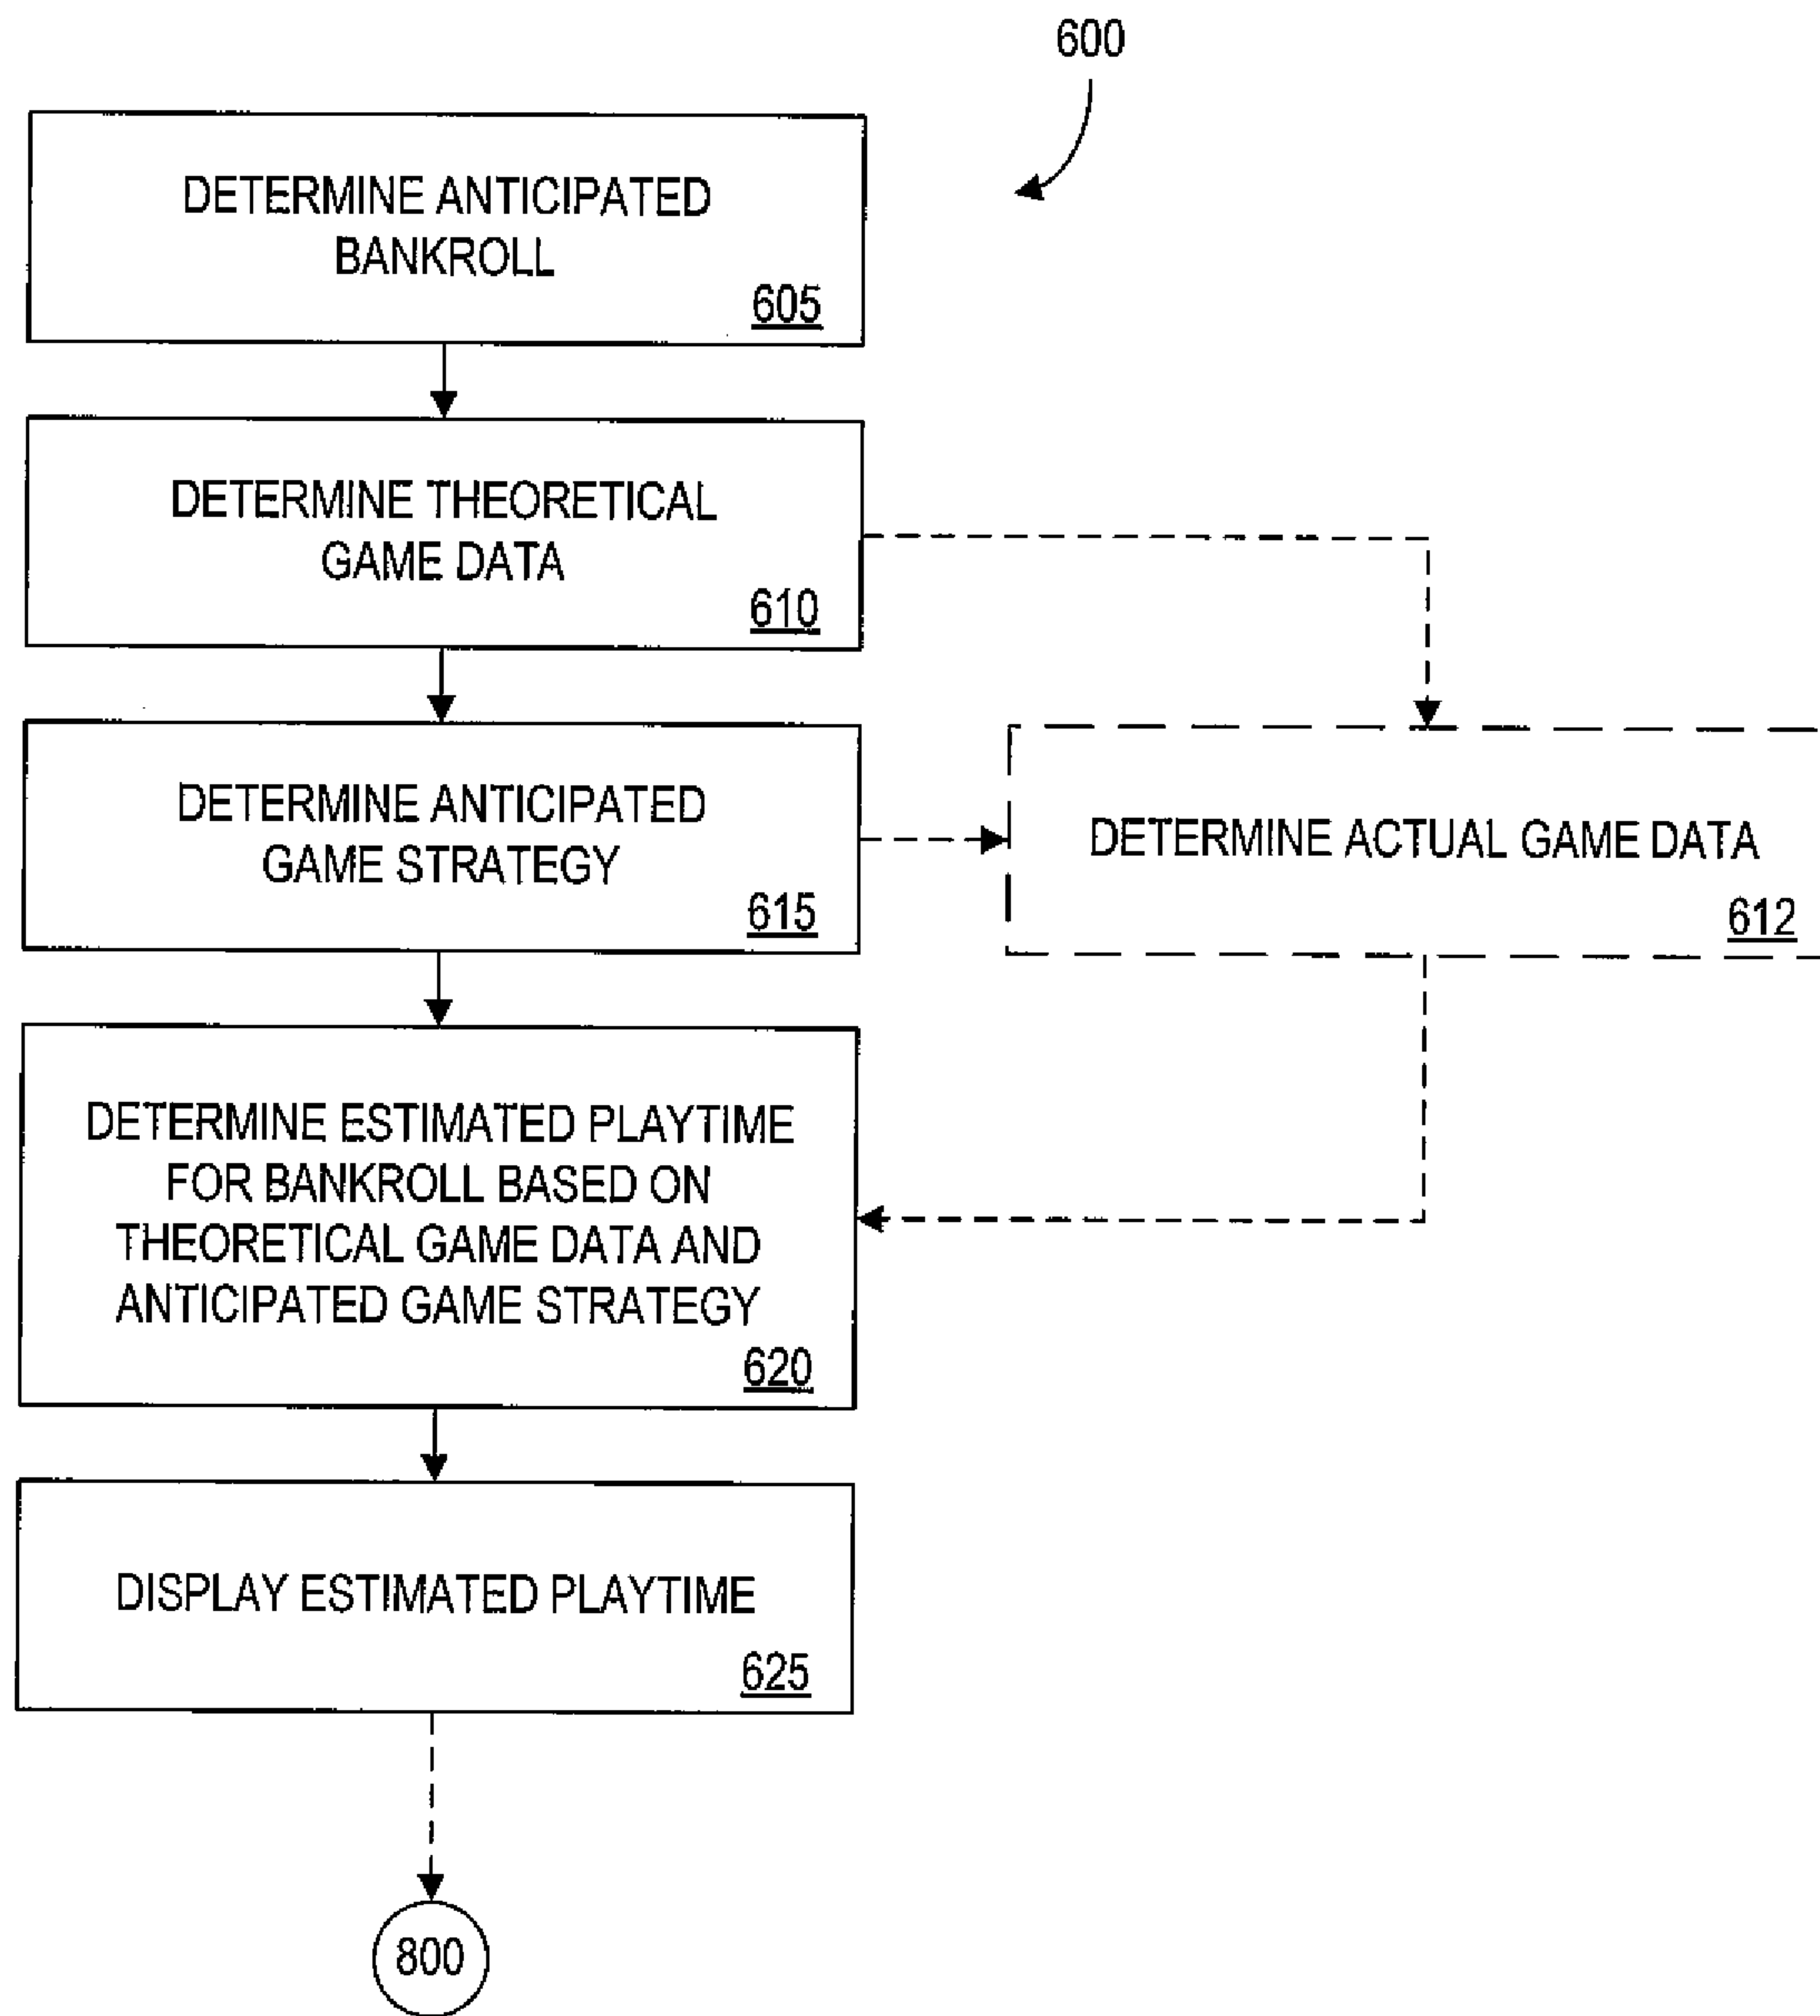 600
DETERMINE ANTICIPATED
BANKROLL
605
DETERMINE THEORETICAL
GAME DATA
610
DETERMINE ANTICIPATED
GAME STRATEGY
615
DETERMINE ACTUAL GAME DATA
612
DETERMINE ESTIMATED PLAYTIME
FOR BANKROLL BASED ON
THEORETICAL GAME DATA AND
ANTICIPATED GAME STRATEGY
620
DISPLAY ESTIMATED PLAYTIME
625
800